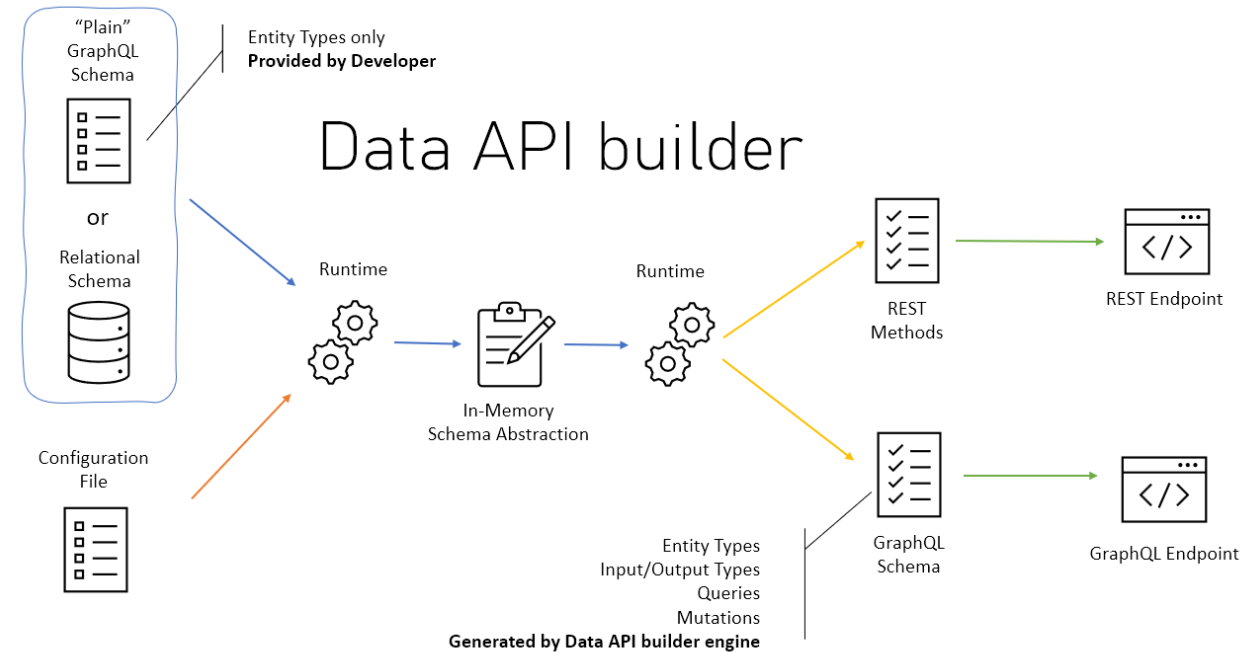 “Plain”
GraphQL
Schema
Entity Types only
Provided by Developer
Data API builder
or
Relational
Schema
Runtime
Runtime
In-Memory
Schema Abstraction
REST
Methods
REST Endpoint
Configuration
File
GraphQL
Schema
GraphQL Endpoint
Entity Types
Input/Output Types
Queries
Mutations
Generated by Data API builder engine